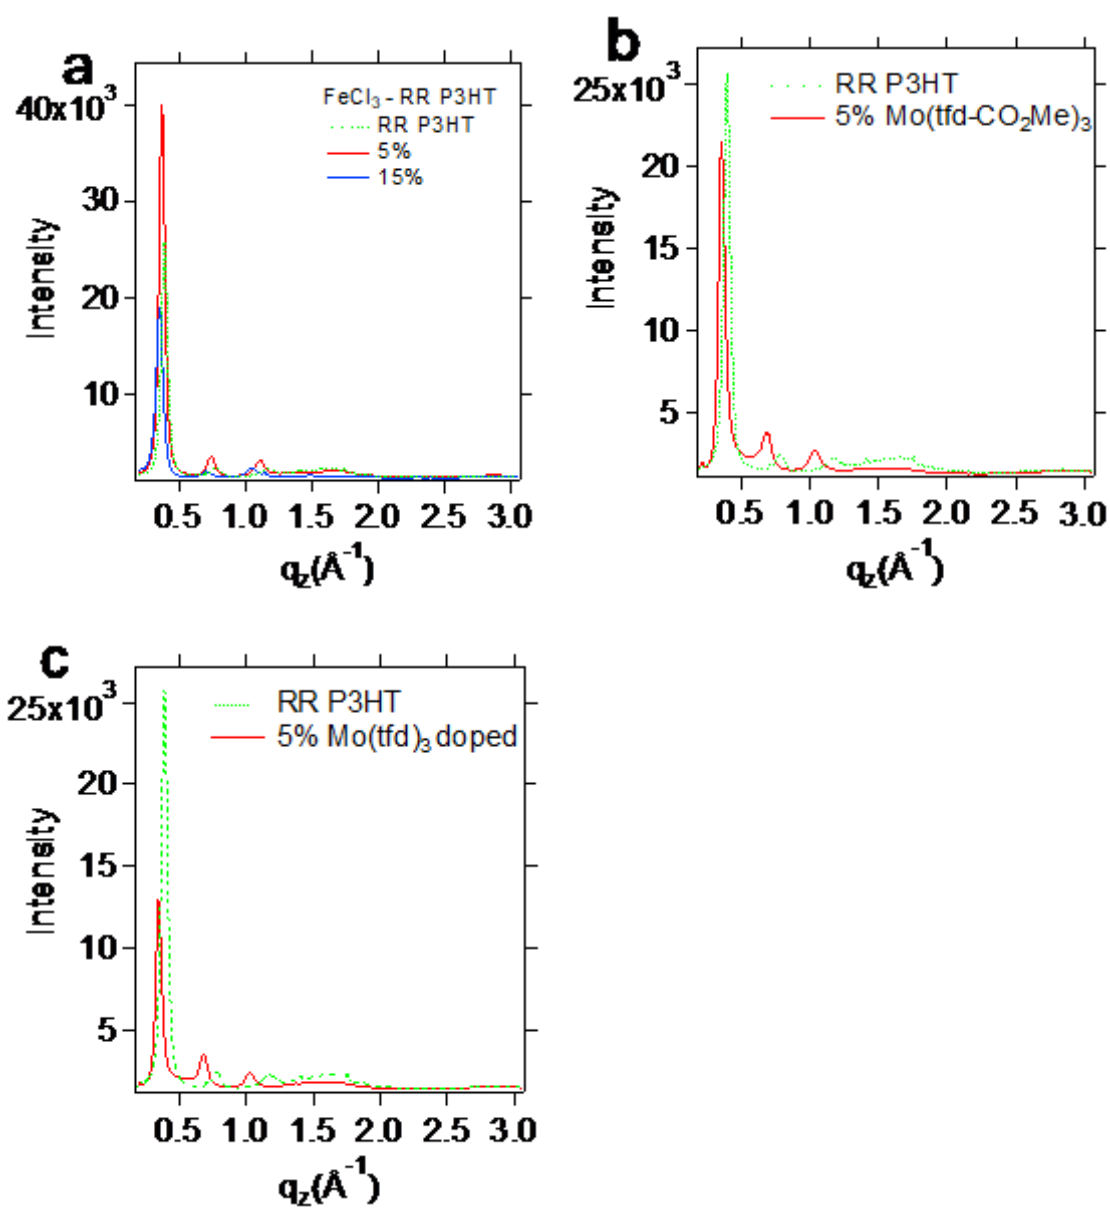 a
40x10³
30
20
10
Intensity
FeCl₃ - RR P3HT
RR P3HT
5%
15%
0.5 1.0 1.5 2.0 2.5 3.0
q_z(Å⁻¹)
b
25x10³
20
15
10
5
Intensity
RR P3HT
5% Mo(tfd-CO₂Me)₃
0.5 1.0 1.5 2.0 2.5 3.0
q_z(Å⁻¹)
c
25x10³
20
15
10
5
Intensity
RR P3HT
5% Mo(tfd)₃ doped
0.5 1.0 1.5 2.0 2.5 3.0
q_z(Å⁻¹)